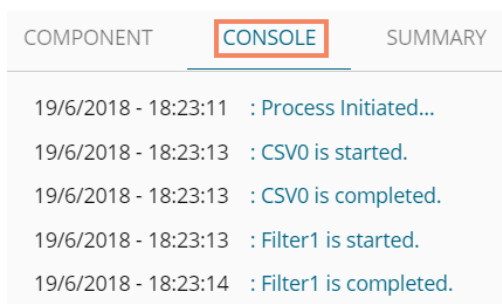 COMPONENT CONSOLE SUMMARY
19/6/2018 - 18:23:11 : Process Initiated...
19/6/2018 - 18:23:13 : CSV0 is started.
19/6/2018 - 18:23:13 : CSV0 is completed.
19/6/2018 - 18:23:13 : Filter1 is started.
19/6/2018 - 18:23:14 : Filter1 is completed.